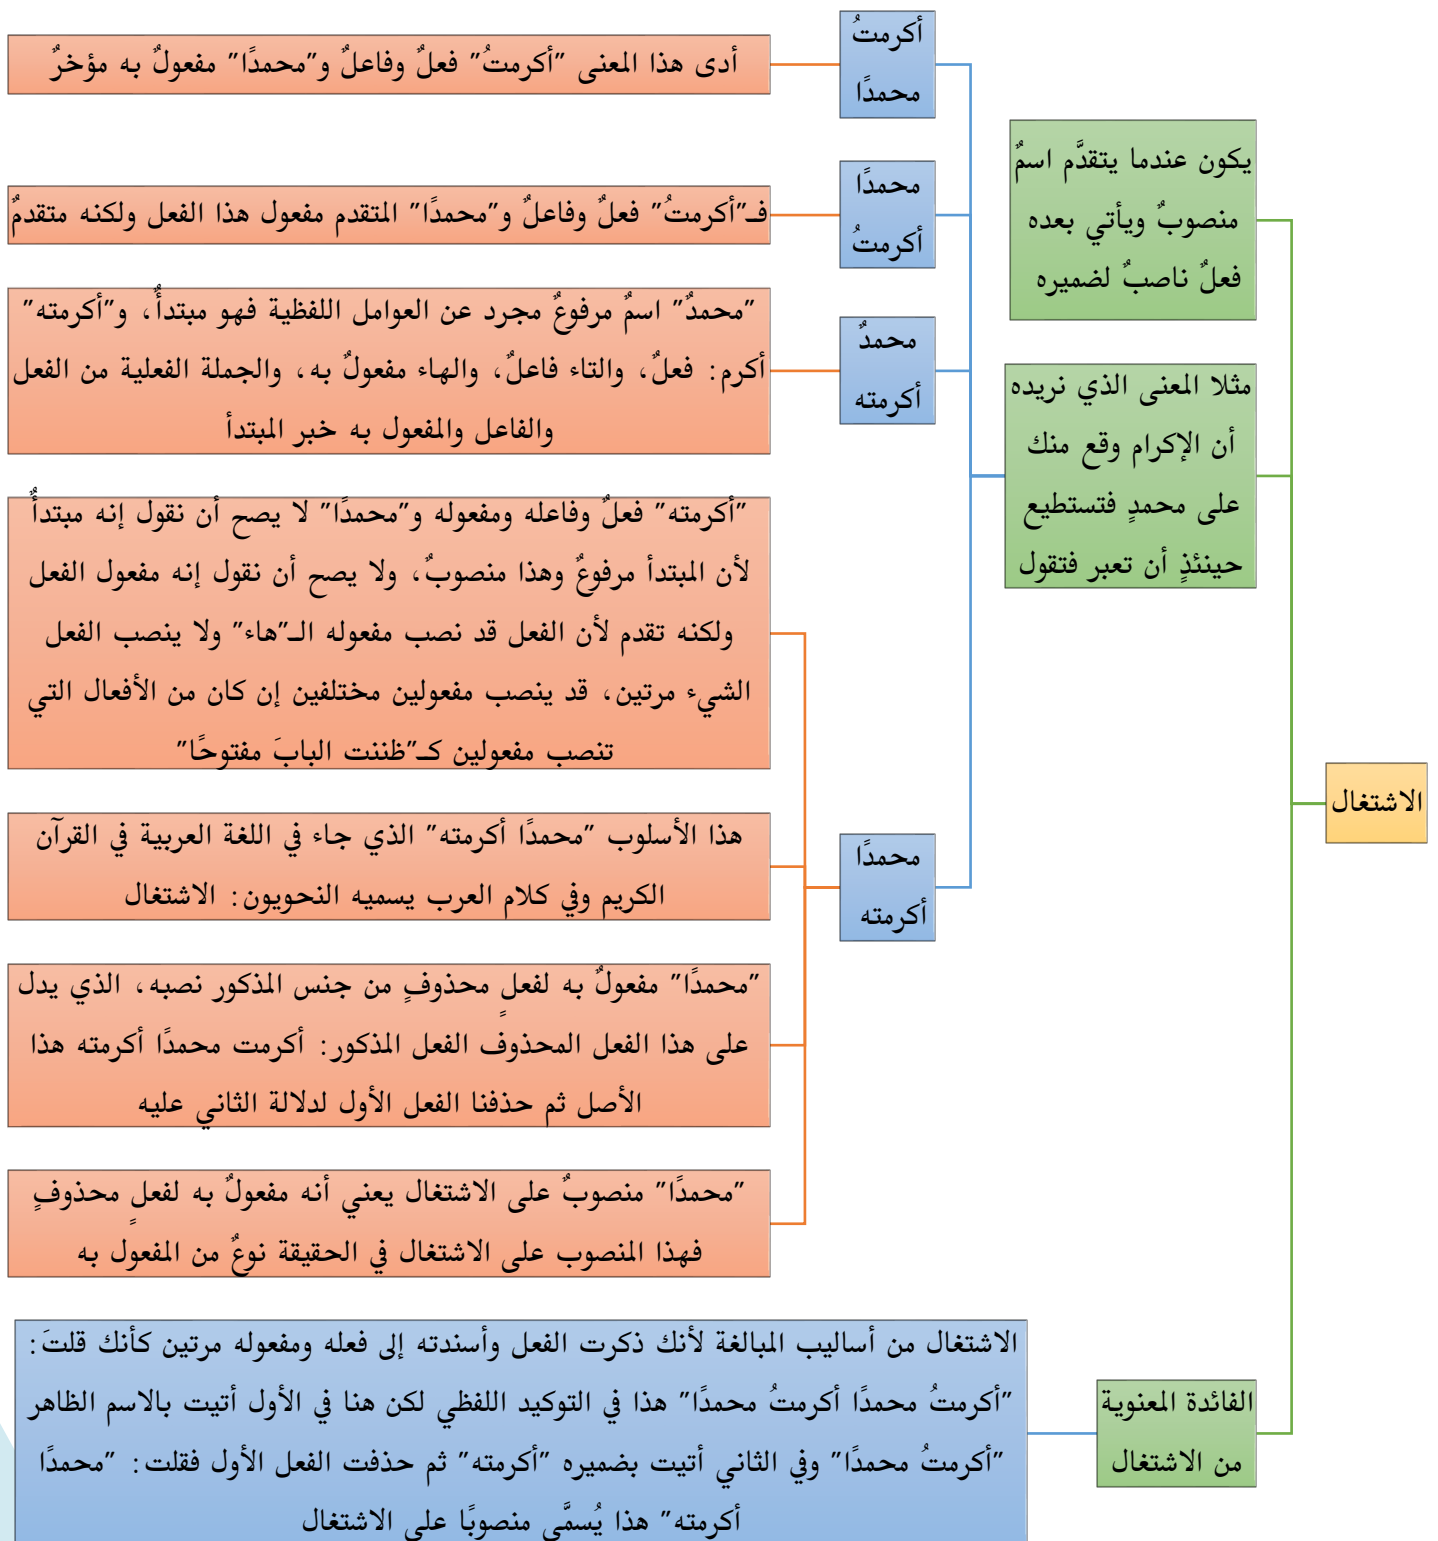 الاشتغال
يكون عندما يتقدَّم اسمٌ
منصوبٌ ويأتي بعده
فعلٌ ناصبٌ لضميره
مثلا المعنى الذي نريده
أن الإكرام وقع منك
على محمدٍ فتستطيع
حينئذٍ أن تعبر فتقول
أكرمتُ
محمدًا
أدى هذا المعنى "أكرمتُ" فعلٌ وفاعلٌ و"محمدًا" مفعولٌ به مؤخرٌ
محمدًا
أكرمتُ
فـ"أكرمتُ" فعلٌ وفاعلٌ و"محمدًا" المتقدم مفعول هذا الفعل ولكنه متقدمٌ
محمدٌ
أكرمته
"محمدٌ" اسمٌ مرفوعٌ مجرد عن العوامل اللفظية فهو مبتدأٌ، و"أكرمته"
أكرم: فعلٌ، والتاء فاعلٌ، والهاء مفعولٌ به، والجملة الفعلية من الفعل
والفاعل والمفعول به خبر المبتدأ
محمدًا
أكرمته
"أكرمته" فعلٌ وفاعله ومفعوله و"محمدًا" لا يصح أن نقول إنه مبتدأٌ
لأن المبتدأ مرفوعٌ وهذا منصوبٌ، ولا يصح أن نقول إنه مفعول الفعل
ولكنه تقدم لأن الفعل قد نصب مفعوله الـ"هاء" ولا ينصب الفعل
الشيء مرتين، قد ينصب مفعولين مختلفين إن كان من الأفعال التي
تنصب مفعولين كـ"ظننت البابَ مفتوحًا"
هذا الأسلوب "محمدًا أكرمته" الذي جاء في اللغة العربية في القرآن
الكريم وفي كلام العرب يسميه النحويون: الاشتغال
"محمدًا" مفعولٌ به لفعلٍ محذوفٍ من جنس المذكور نصبه، الذي يدل
على هذا الفعل المحذوف الفعل المذكور: أكرمت محمدًا أكرمته هذا
الأصل ثم حذفنا الفعل الأول لدلالة الثاني عليه
"محمدًا" منصوبٌ على الاشتغال يعني أنه مفعولٌ به لفعلٍ محذوفٍ
فهذا المنصوب على الاشتغال في الحقيقة نوعٌ من المفعول به
الفائدة المعنوية
من الاشتغال
الاشتغال من أساليب المبالغة لأنك ذكرت الفعل وأسندته إلى فعله ومفعوله مرتين كأنك قلتَ:
"أكرمتُ محمدًا أكرمتُ محمدًا" هذا في التوكيد اللفظي لكن هنا في الأول أتيت بالاسم الظاهر
"أكرمتُ محمدًا" وفي الثاني أتيت بضميره "أكرمته" ثم حذفت الفعل الأول فقلت: "محمدًا
أكرمته" هذا يُسمَّى منصوبًا على الاشتغال